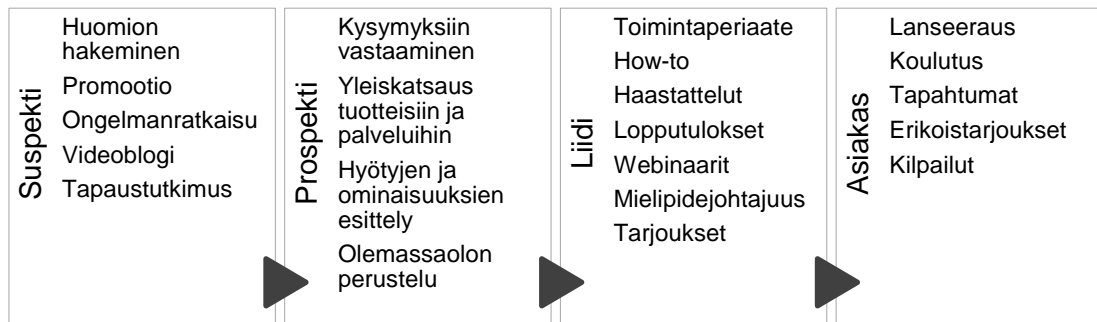 Suspekti
Huomion
hakeminen
Promootio
Ongelmanratkaisu
Videoblogi
Tapaustutkimus
Prospekti
Kysymyksiin
vastaaminen
Yleiskatsaus
tuotteisiin ja
palveluihin
Hyötyjen ja
ominaisuuksien
esittely
Olemassaolon
perustelu
Liidi
Toimintaperiaate
How-to
Haastattelut
Lopputulokset
Webinaarit
Mielipidejohtajuus
Tarjoukset
Asiakas
Lanseeraus
Koulutus
Tapahtumat
Erikoistarjoukset
Kilpailut